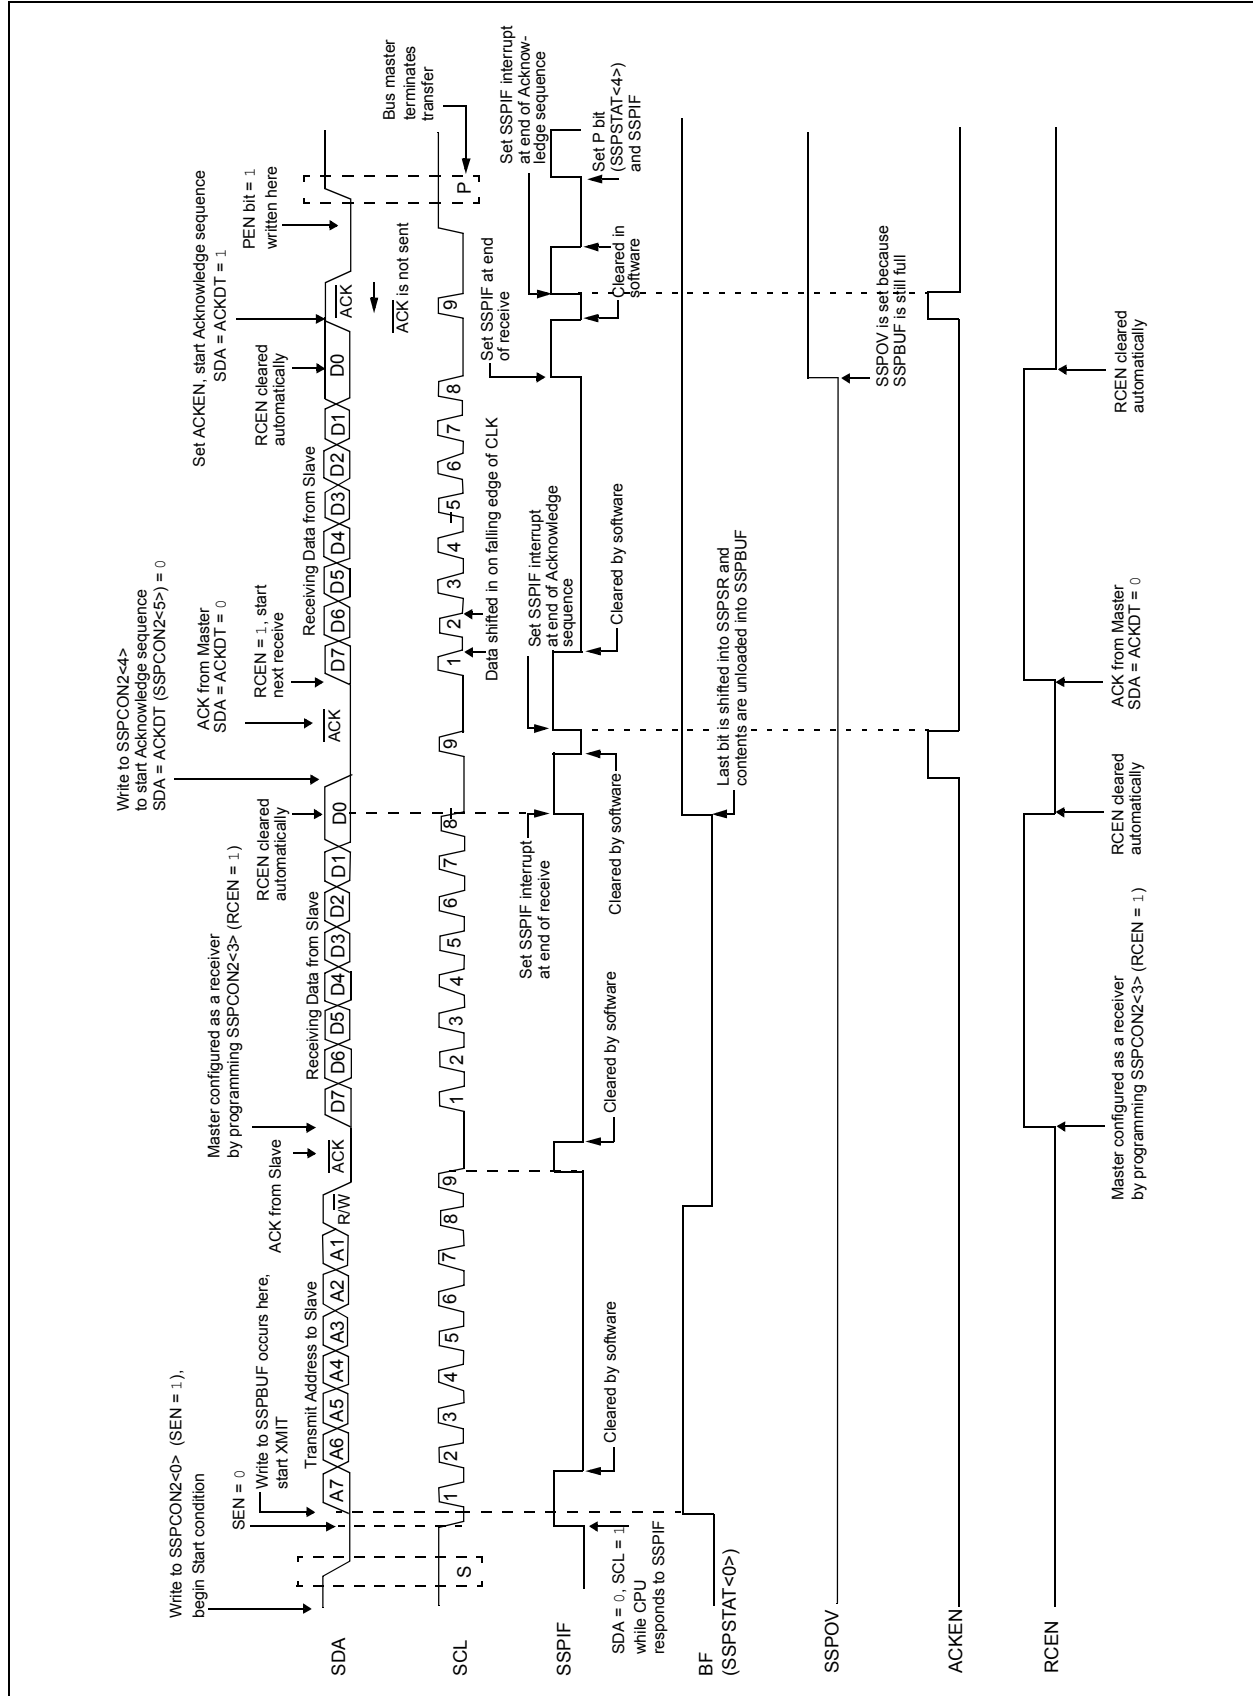 Write to SSPCON2<0> (SEN = 1),
begin Start condition
SEN = 0
Write to SSPBUF occurs here,
start XMIT
ACK from Slave
Master configured as a receiver
by programming SSPCON2<3> (RCEN = 1)
RCEN cleared
automatically
Write to SSPCON2<4>
to start Acknowledge sequence
SDA = ACKDT (SSPCON2<5>) = 0
ACK from Master
SDA = ACKDT = 0
RCEN = 1, start
next receive
Set ACKEN, start Acknowledge sequence
SDA = ACKDT = 1
RCEN cleared
automatically
PEN bit = 1
written here
Transmit Address to Slave
Receiving Data from Slave
Receiving Data from Slave
SDA
A7 A6 A5 A4 A3 A2 A1 R/W ACK D7 D6 D5 D4 D3 D2 D1 D0 ACK D7 D6 D5 D4 D3 D2 D1 D0 ACK
ACK is not sent
Bus master
terminates
transfer
SCL
S 1 2 3 4 5 6 7 8 9 1 2 3 4 5 6 7 8 9 1 2 3 4 5 6 7 8 9 P
Data shifted in on falling edge of CLK
Set SSPIF interrupt
at end of receive
Set SSPIF interrupt
at end of Acknowledge
sequence
Set SSPIF at end
of receive
Set SSPIF interrupt
at end of Acknow-
ledge sequence
SSPIF
SDA = 0, SCL = 1
while CPU
responds to SSPIF
Cleared by software
Cleared by software
Cleared by software
Cleared by software
Cleared in
software
Set P bit
(SSPSTAT<4>)
and SSPIF
BF
(SSPSTAT<0>)
Last bit is shifted into SSPSR and
contents are unloaded into SSPBUF
SSPOV
SSPOV is set because
SSPBUF is still full
ACKEN
RCEN
Master configured as a receiver
by programming SSPCON2<3> (RCEN = 1)
RCEN cleared
automatically
ACK from Master
SDA = ACKDT = 0
RCEN cleared
automatically